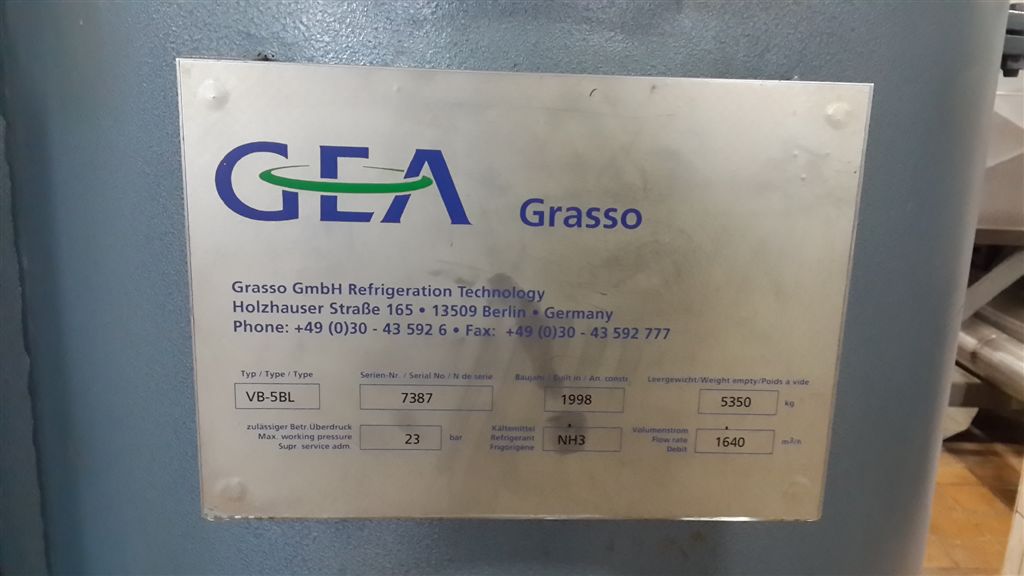 GEA
Grasso
Grasso GmbH Refrigeration Technology
Holzhauser Straße 165 • 13509 Berlin • Germany
Phone: +49 (0)30 - 43 592 6 • Fax: +49 (0)30 - 43 592 777
Typ / Type / Type Serien-Nr. / Serial No / N de serie Baujahr / Built in / An. constr. Leergewicht/Weight empty/Poids à vide
VB-5BL 7387 1998 5350 kg
zulässiger Betr.Überdruck Kältemittel Volumenstrom
Max. working pressure 23 bar Refrigerant NH3 Flow rate 1640 m³/h
Supr. service adm. Frigorigène Debit